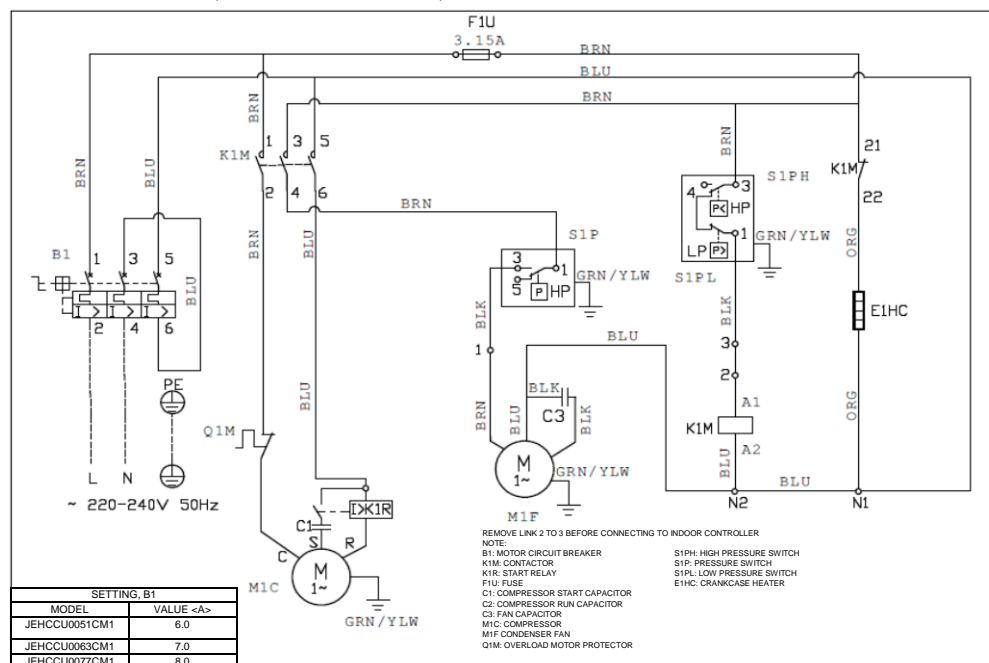 F1U
3.15A
BRN
BLU
BRN
BRN
BLU
BRN
BRN
1 3 5
K1M
2 4 6
21
K1M
22
4 3
S1PH
P< HP
1
LP P>
GRN/YLW
S1PL
BRN
S1P
3
1
5
P HP
GRN/YLW
B1
1 3 5
I> I> I>
2 4 6
BLU
BRN
BLU
ORG
E1HC
ORG
BLK
3
2
A1
K1M
A2
BLU
BLU
N2
N1
BLK
1
BLU
BRN
BLU
BLK
C3
BLK
M
1~
GRN/YLW
M1F
PE
L N
~ 220-240V 50Hz
BLU
Q1M
I>K1R
C1
C S R
M
1~
M1C
GRN/YLW
REMOVE LINK 2 TO 3 BEFORE CONNECTING TO INDOOR CONTROLLER
NOTE:
B1: MOTOR CIRCUIT BREAKER
K1M: CONTACTOR
K1R: START RELAY
F1U: FUSE
C1: COMPRESSOR START CAPACITOR
C2: COMPRESSOR RUN CAPACITOR
C3: FAN CAPACITOR
M1C: COMPRESSOR
M1F CONDENSER FAN
Q1M: OVERLOAD MOTOR PROTECTOR
S1PH: HIGH PRESSURE SWITCH
S1P: PRESSURE SWITCH
S1PL: LOW PRESSURE SWITCH
E1HC: CRANKCASE HEATER
SETTING, B1
MODEL VALUE <A>
JEHCCU0051CM1 6.0
JEHCCU0063CM1 7.0
JEHCCU0077CM1 8.0